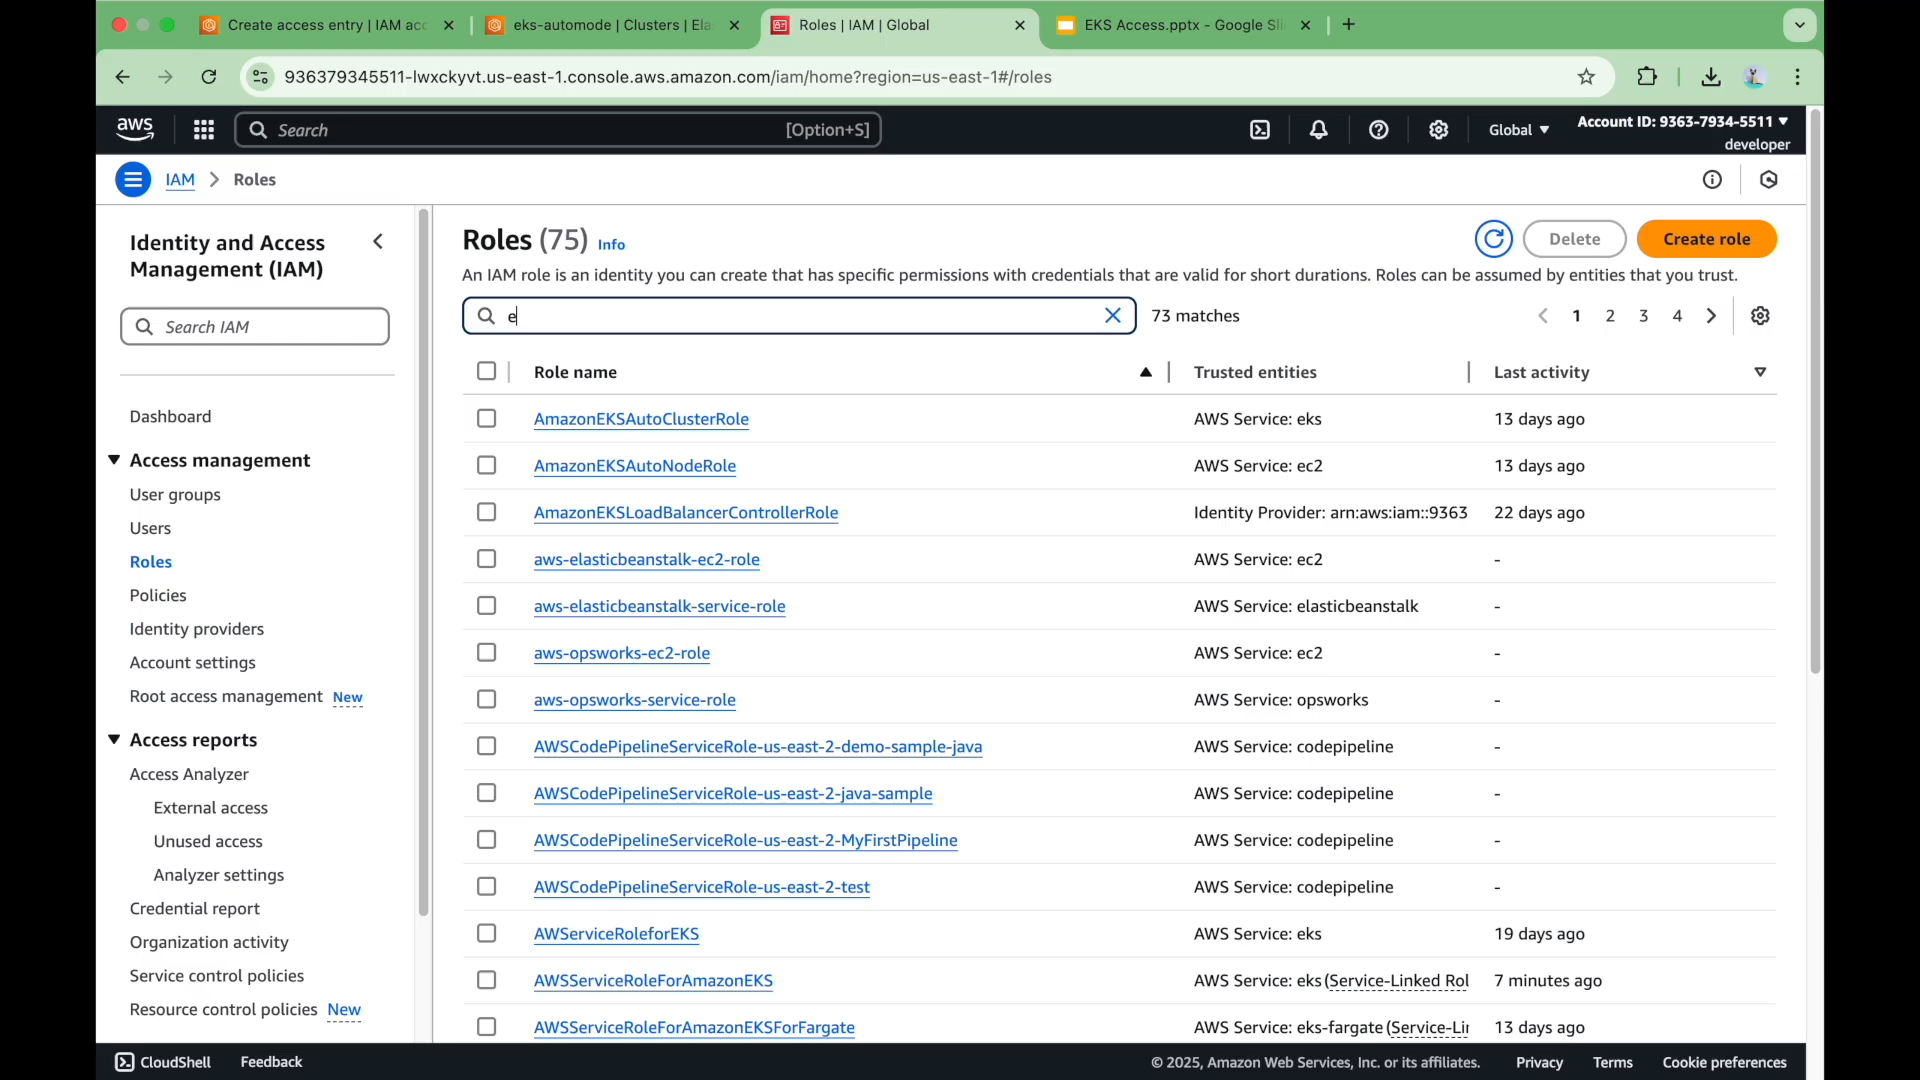 Create access entry | IAM acc
eks-automode | Clusters | Ela
Roles | IAM | Global
EKS Access.pptx - Google Sli
936379345511-lwxckyvt.us-east-1.console.aws.amazon.com/iam/home?region=us-east-1#/roles
aws
Search
[Option+S]
Global
Account ID: 9363-7934-5511
developer
IAM
Roles
Identity and Access
Management (IAM)
Search IAM
Dashboard
Access management
User groups
Users
Roles
Policies
Identity providers
Account settings
Root access management New
Access reports
Access Analyzer
External access
Unused access
Analyzer settings
Credential report
Organization activity
Service control policies
Resource control policies New
Roles (75) Info
Delete
Create role
An IAM role is an identity you can create that has specific permissions with credentials that are valid for short durations. Roles can be assumed by entities that you trust.
e
73 matches
1 2 3 4
Role name Trusted entities Last activity
AmazonEKSAutoClusterRole AWS Service: eks 13 days ago
AmazonEKSAutoNodeRole AWS Service: ec2 13 days ago
AmazonEKSLoadBalancerControllerRole Identity Provider: arn:aws:iam::9363 22 days ago
aws-elasticbeanstalk-ec2-role AWS Service: ec2 -
aws-elasticbeanstalk-service-role AWS Service: elasticbeanstalk -
aws-opsworks-ec2-role AWS Service: ec2 -
aws-opsworks-service-role AWS Service: opsworks -
AWSCodePipelineServiceRole-us-east-2-demo-sample-java AWS Service: codepipeline -
AWSCodePipelineServiceRole-us-east-2-java-sample AWS Service: codepipeline -
AWSCodePipelineServiceRole-us-east-2-MyFirstPipeline AWS Service: codepipeline -
AWSCodePipelineServiceRole-us-east-2-test AWS Service: codepipeline -
AWServiceRoleforEKS AWS Service: eks 19 days ago
AWSServiceRoleForAmazonEKS AWS Service: eks (Service-Linked Rol 7 minutes ago
AWSServiceRoleForAmazonEKSForFargate AWS Service: eks-fargate (Service-Li 13 days ago
CloudShell
Feedback
© 2025, Amazon Web Services, Inc. or its affiliates.
Privacy
Terms
Cookie preferences